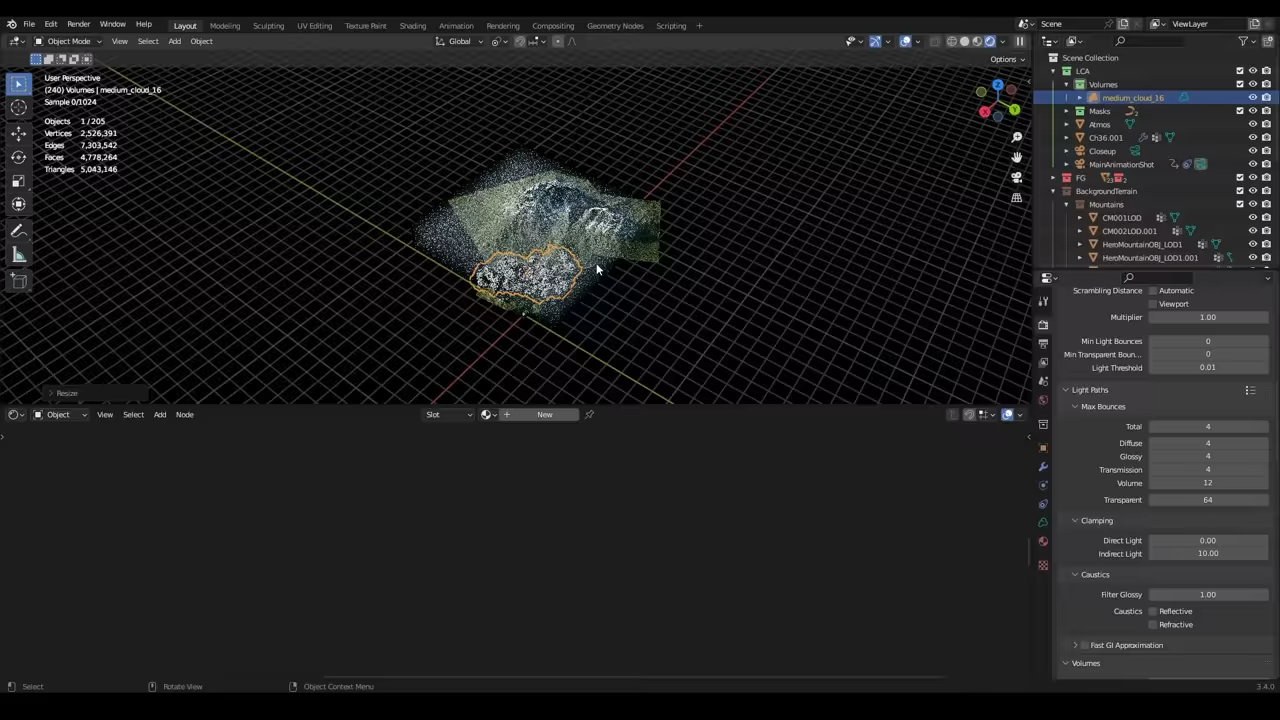 File Edit Render Window Help Layout Modeling Sculpting UV Editing Texture Paint Shading Animation Rendering Compositing Geometry Nodes Scripting + Scene ViewLayer
Object Mode View Select Add Object Global
Options
User Perspective
(240) Volumes | medium_cloud_16
Sample 0/1024
Objects 1 / 205
Vertices 2,526,391
Edges 7,303,542
Faces 4,778,264
Triangles 5,043,146
Z
X
Y
Resize
Scene Collection
LCA
Volumes
medium_cloud_16
Masks 2
Atmos
Ch36.001
Closeup
MainAnimationShot
FG 23 2
BackgroundTerrain
Mountains
CM001LOD
CM002LOD.001
HeroMountainOBJ_LOD1
HeroMountainOBJ_LOD1.001
Scrambling Distance Automatic
Viewport
Multiplier 1.00
Min Light Bounces 0
Min Transparent Boun... 0
Light Threshold 0.01
Light Paths
Max Bounces
Total 4
Diffuse 4
Glossy 4
Transmission 4
Volume 12
Transparent 64
Clamping
Direct Light 0.00
Indirect Light 10.00
Caustics
Filter Glossy 1.00
Caustics Reflective
Refractive
Fast GI Approximation
Volumes
Object View Select Add Node Slot + New
Select Rotate View Object Context Menu 3.4.0